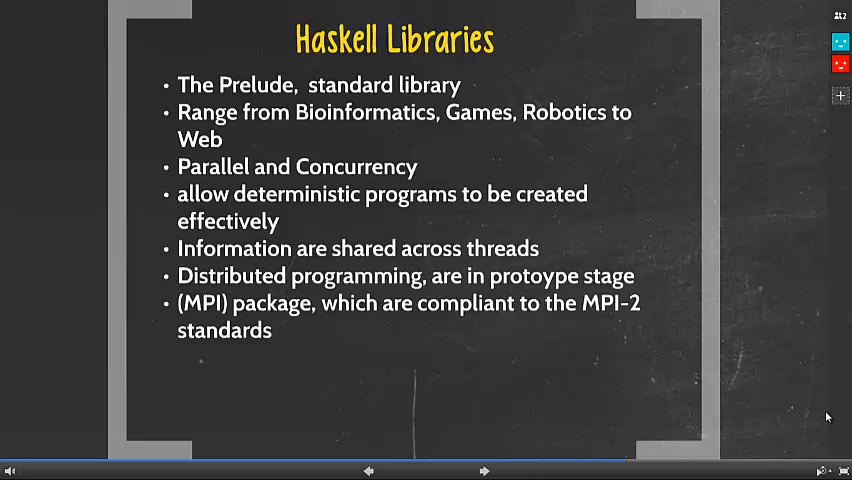 Haskell Libraries
• The Prelude, standard library
• Range from Bioinformatics, Games, Robotics to
Web
• Parallel and Concurrency
• allow deterministic programs to be created
effectively
• Information are shared across threads
• Distributed programming, are in protoype stage
• (MPI) package, which are compliant to the MPI-2
standards
2